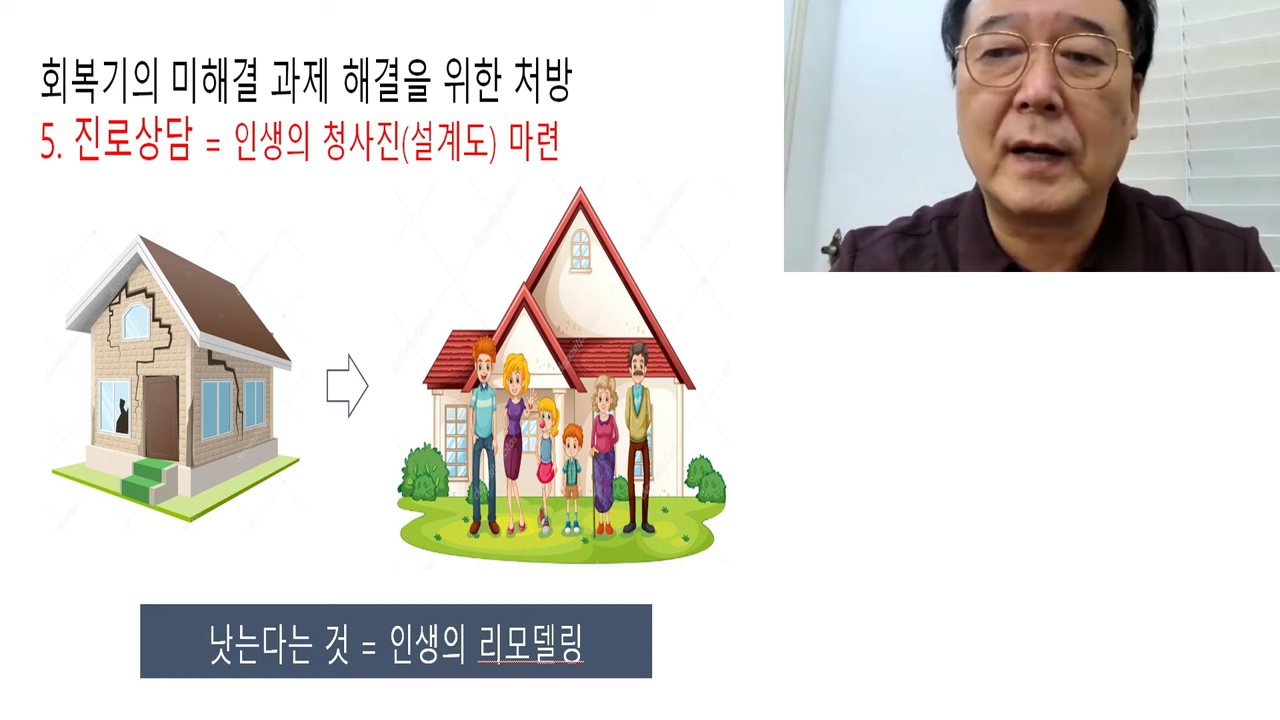 회복기의 미해결 과제 해결을 위한 처방
5. 진로상담 = 인생의 청사진(설계도) 마련
낫는다는 것 = 인생의 리모델링